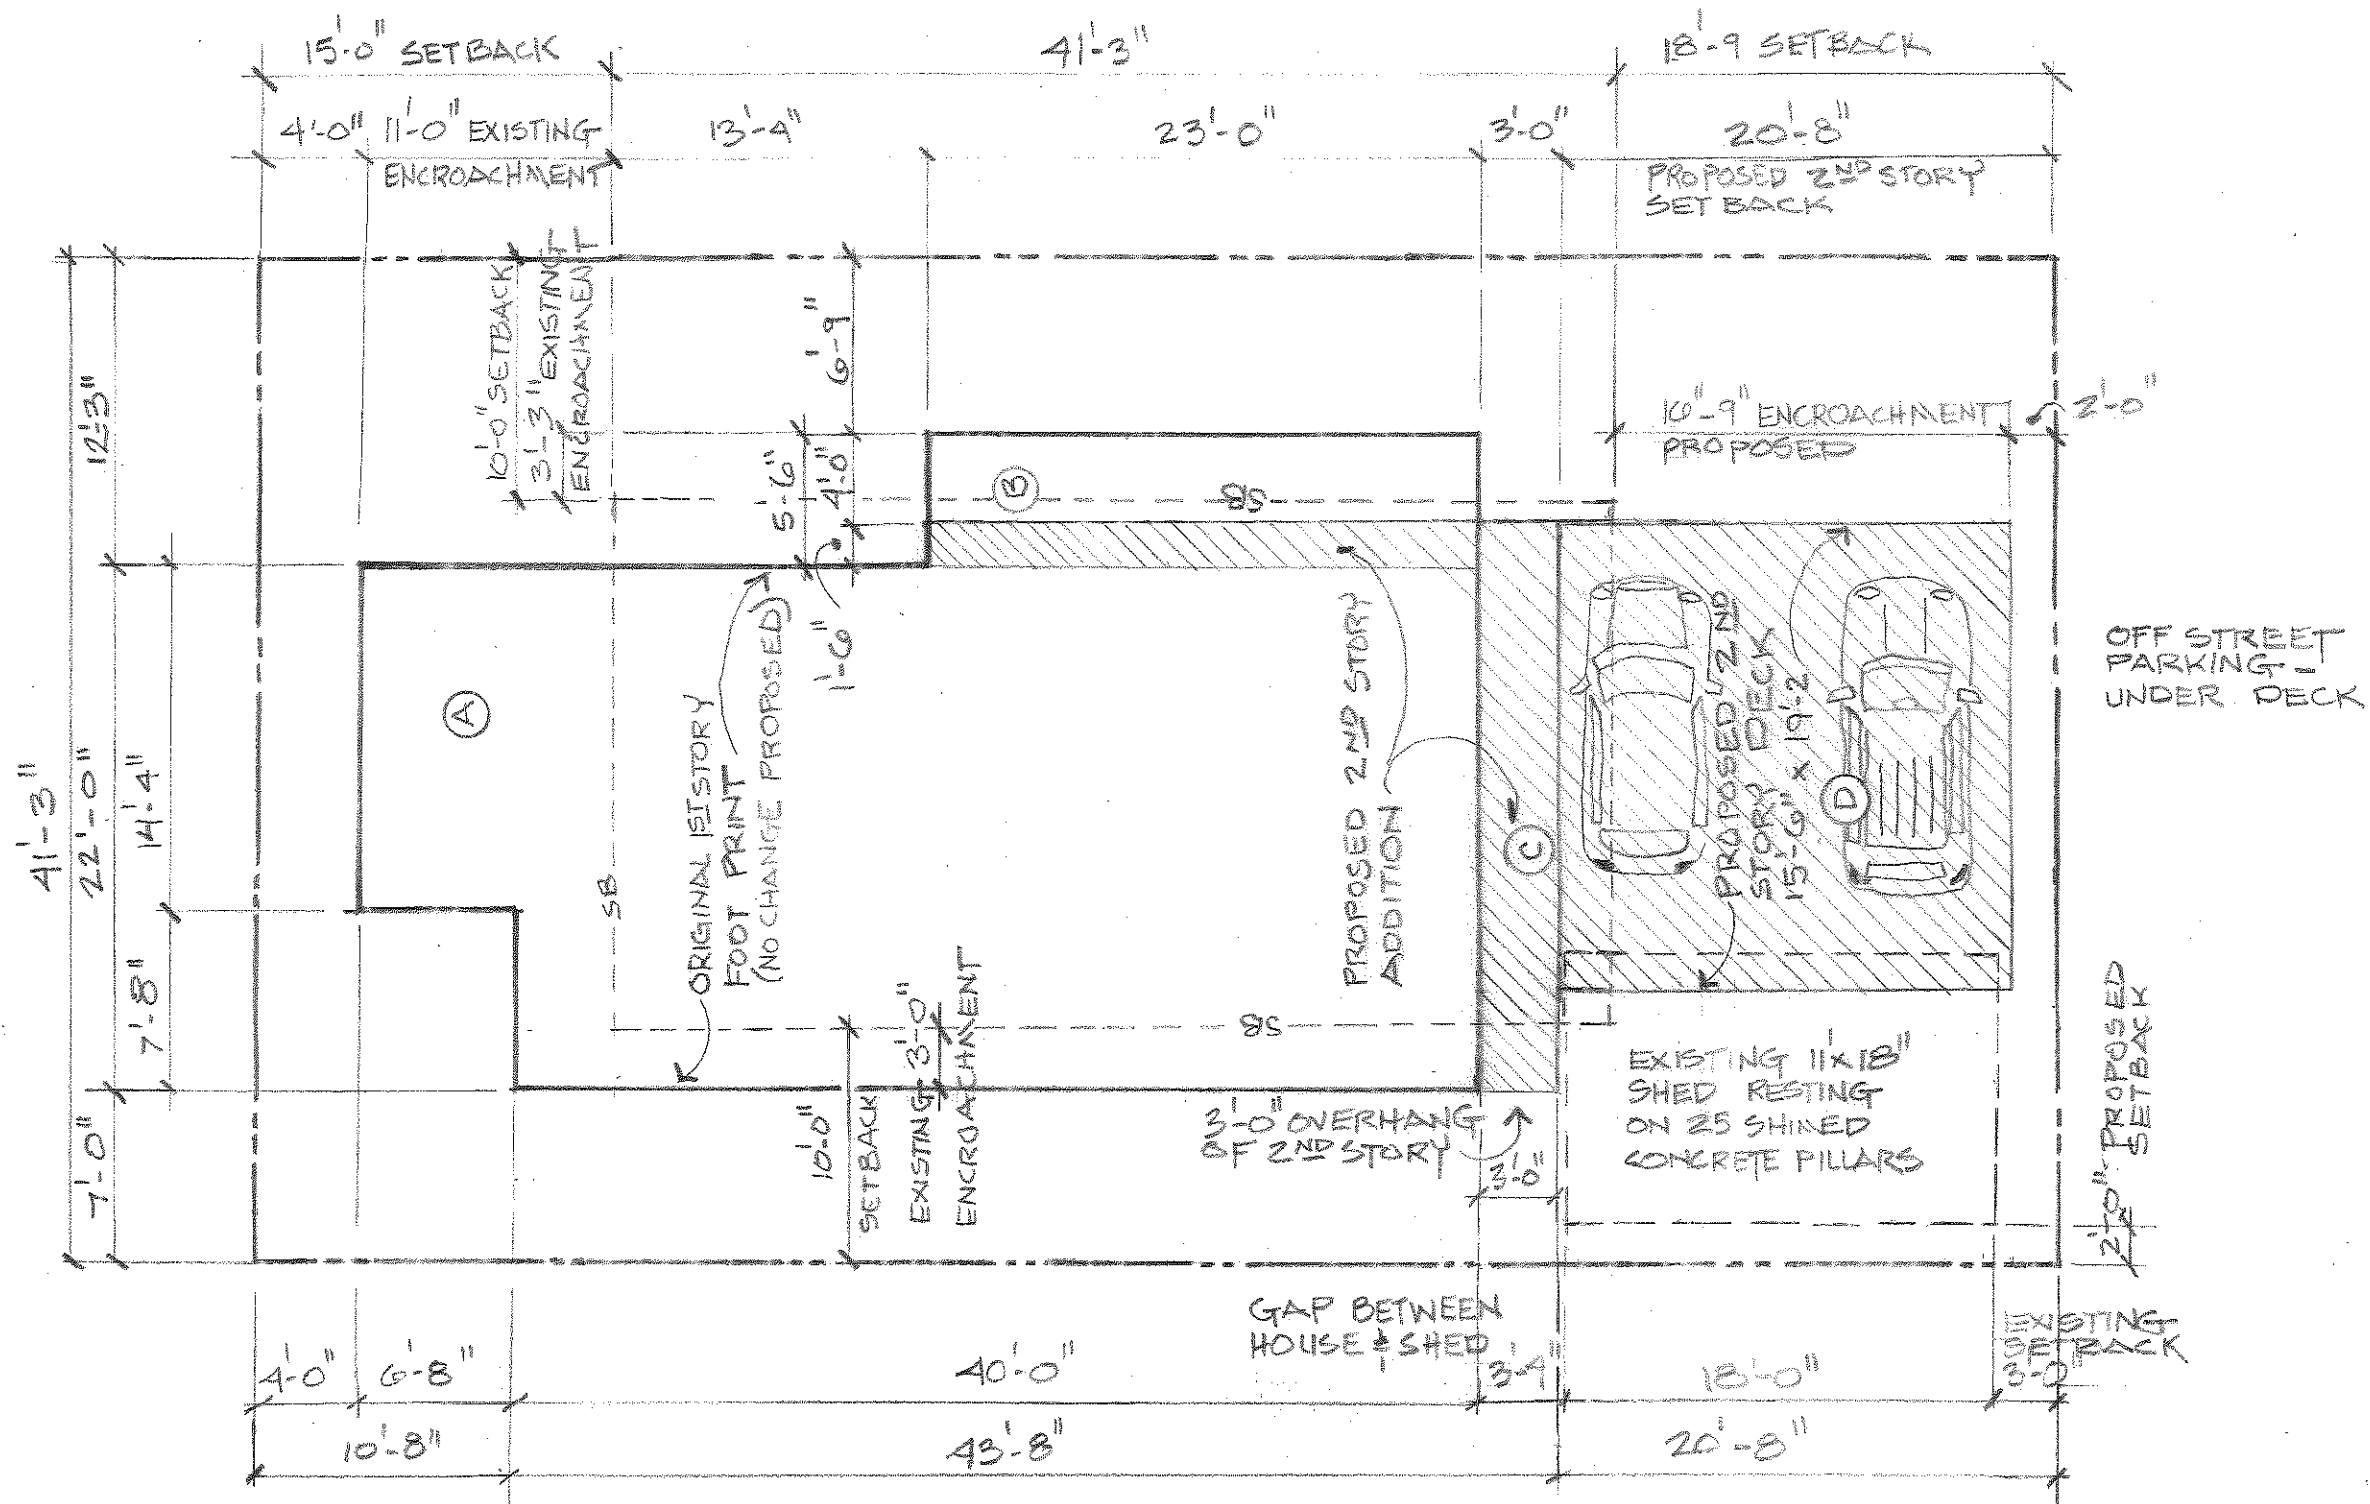 15'-0" SETBACK
41'-3"
18'-9 SETBACK
4'-0"
11'-0" EXISTING
ENCROACHMENT
13'-4"
23'-0"
3'-0"
20'-8"
PROPOSED 2ND STORY
SETBACK
10'-0" SETBACK
3'-3" EXISTING
ENCROACHMENT
6'-9"
16"-9" ENCROACHMENT
PROPOSED
2'-0"
12'-3"
5'-6"
4'-0"
1'-6"
B
SB
A
41'-3"
22'-0"
14'-4"
7'-8"
7'-0"
SB
ORIGINAL 1ST STORY
FOOT PRINT
(NO CHANGE PROPOSED)
PROPOSED 2ND STORY
ADDITION
C
PROPOSED 2ND
STORY DECK
15'-6" x 19'-2
D
OFF STREET
PARKING -
UNDER DECK
SB
10'-0"
SETBACK
EXISTING 3'-0"
ENCROACHMENT
3'-0" OVERHANG
OF 2ND STORY
3'-0"
EXISTING 11'x18"
SHED RESTING
ON 25 SHINED
CONCRETE PILLARS
2'-0" PROPOSED
SETBACK
GAP BETWEEN
HOUSE & SHED
EXISTING
SETBACK
4'-0"
6'-8"
40'-0"
3'-4"
18'-0"
3'-0"
10'-8"
43'-8"
20'-8"